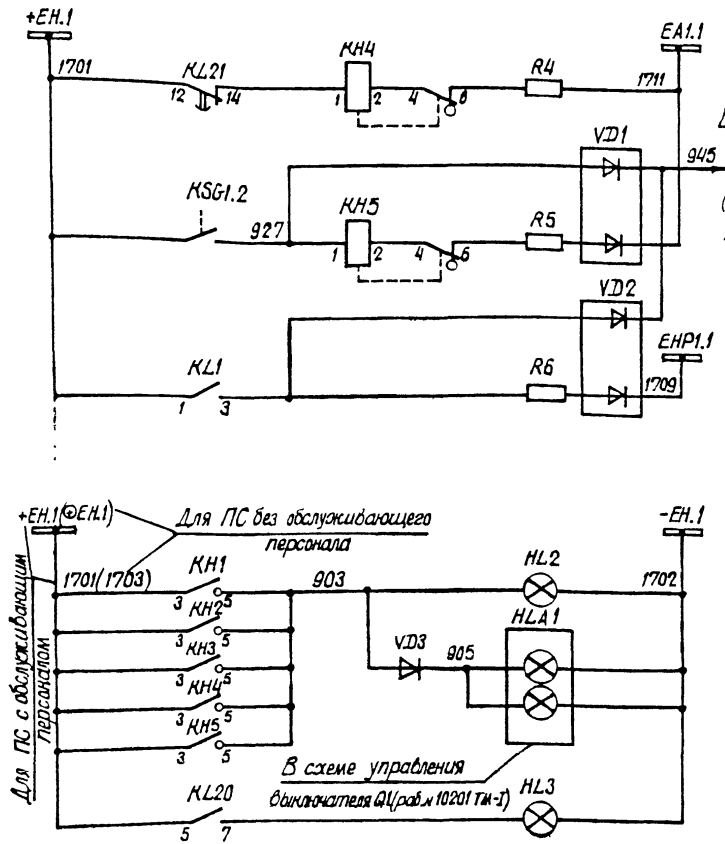 +EH.1
EA1.1
1701
KL21
12
14
KH4
1
2
4
6
R4
1711
VD1
945
KSG1.2
927
KH5
1
2
4
6
R5
VD2
EHP1.1
KL1
1
3
R6
1709
+EH.1(⊕EH.1)
Для ПС без обслуживающего
персонала
-EH.1
1701(1703)
KH1
3
5
903
HL2
1702
KH2
3
5
HLA1
KH3
3
5
VD3
905
KH4
3
5
KH5
3
5
Для ПС с обслуживающим
персоналом
В схеме управления
выключателя Q1(раб.н 10201 ТМ-I)
KL20
5
7
HL3